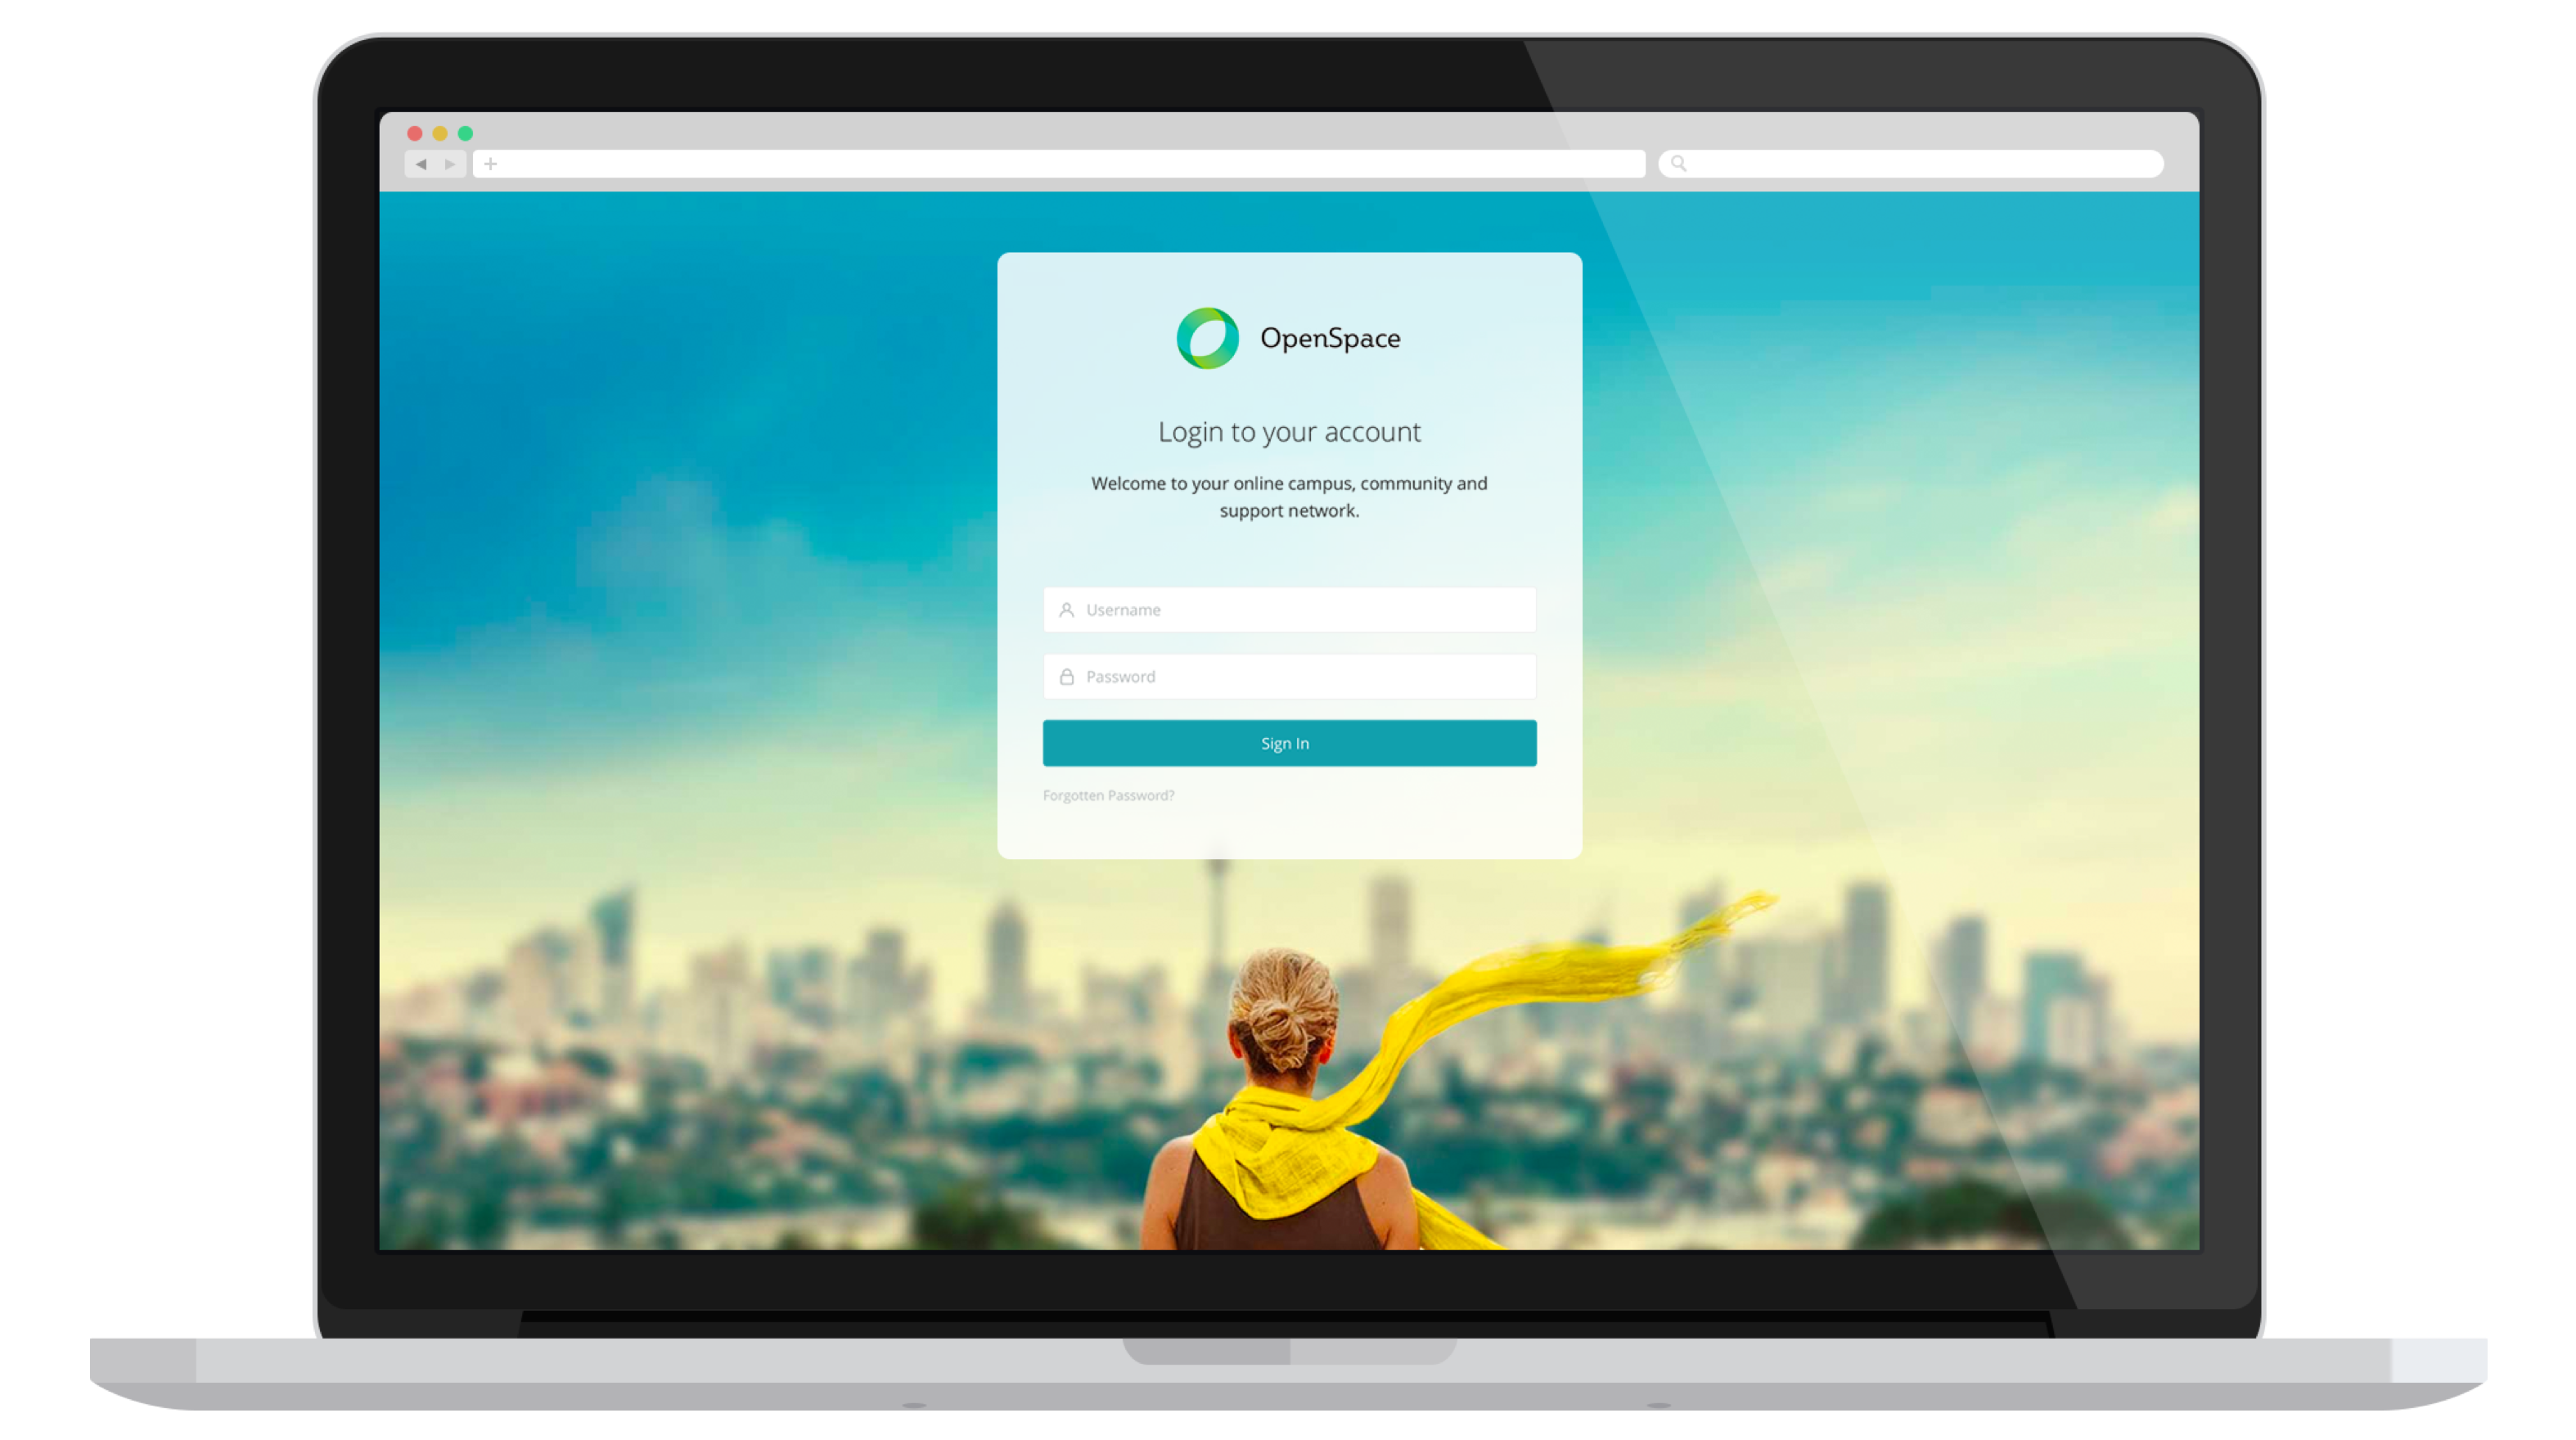 OpenSpace
Login to your account
Welcome to your online campus, community and
support network.
Username
Password
Sign In
Forgotten Password?